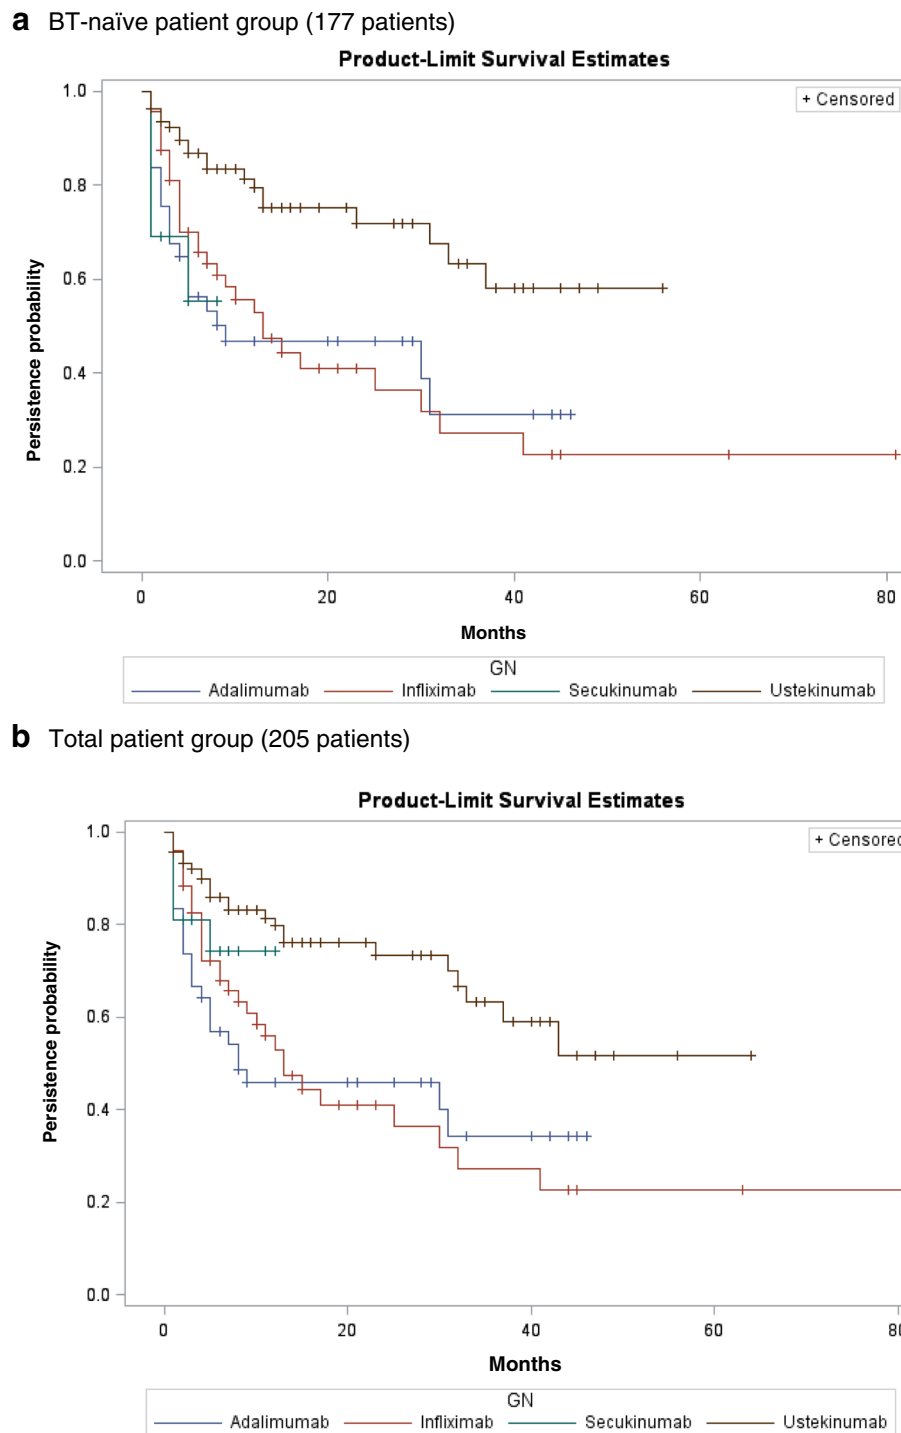 a BT-naïve patient group (177 patients)
Product-Limit Survival Estimates
+ Censored
1.0
0.8
0.6
0.4
0.2
0.0
Persistence probability
0 20 40 60 80
Months
GN
Adalimumab Infliximab Secukinumab Ustekinumab
b Total patient group (205 patients)
Product-Limit Survival Estimates
+ Censored
1.0
0.8
0.6
0.4
0.2
0.0
Persistence probability
0 20 40 60 80
Months
GN
Adalimumab Infliximab Secukinumab Ustekinumab